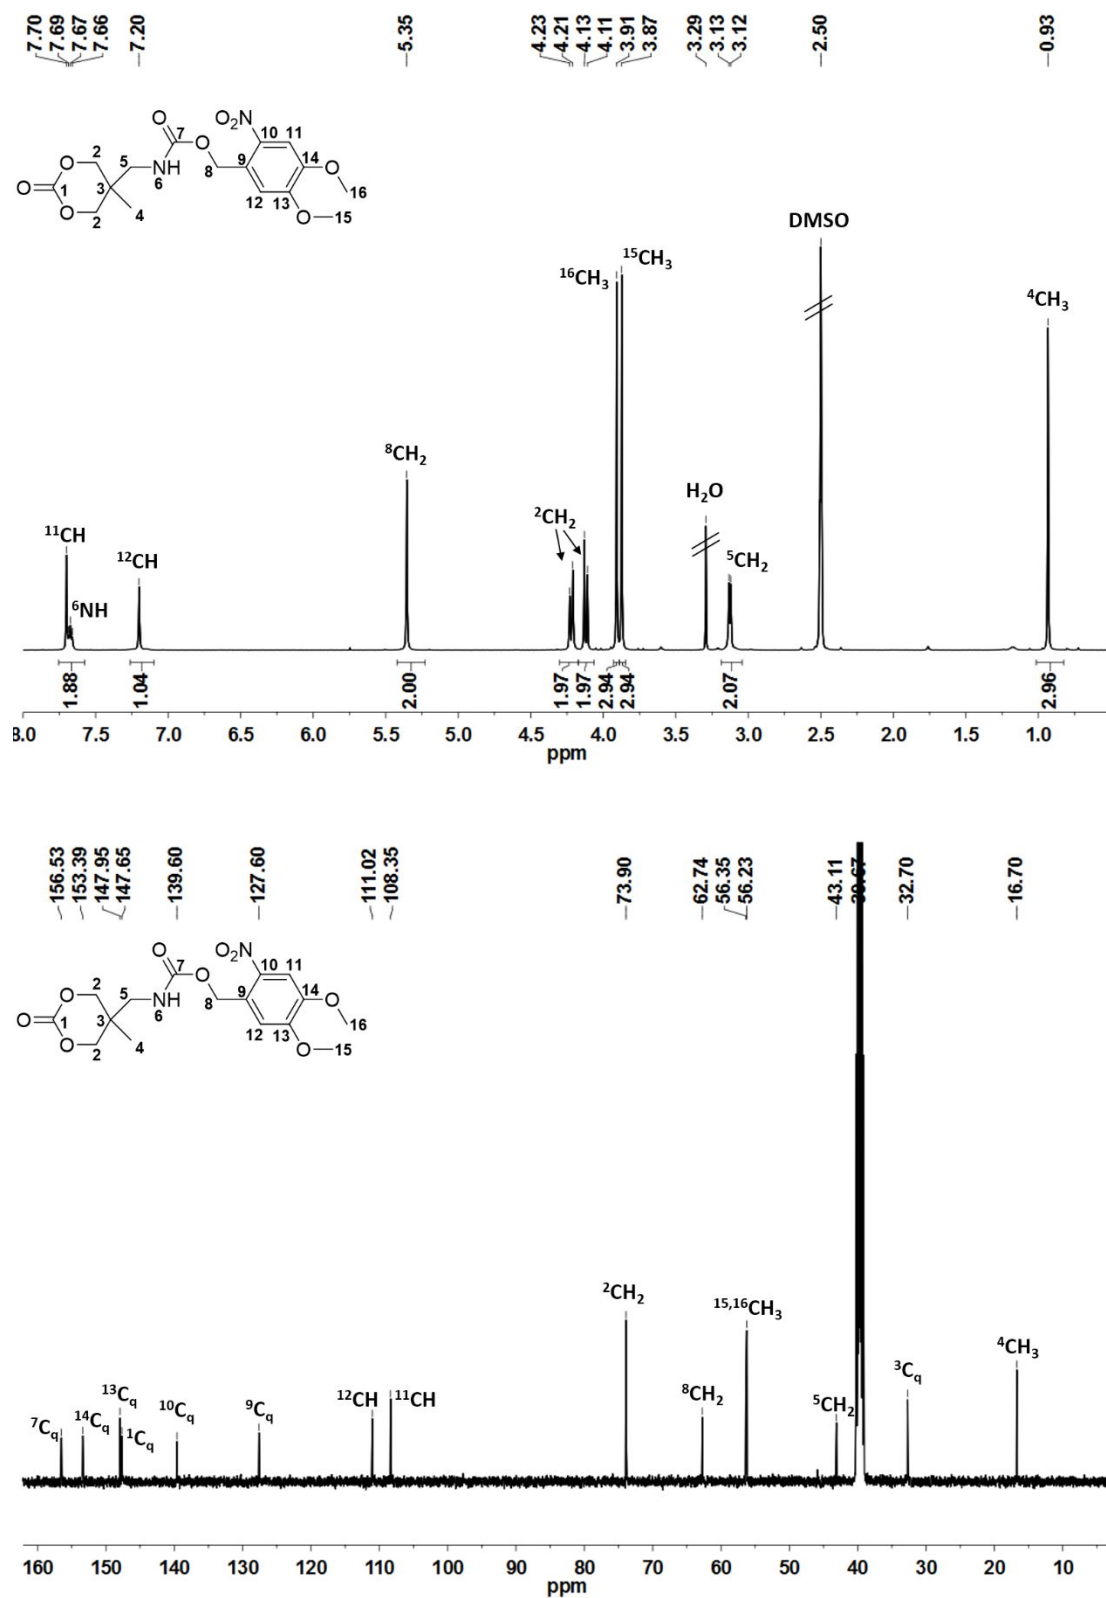 7.70
7.69
7.67
7.66
7.20
5.35
4.23
4.21
4.13
4.11
3.91
3.87
3.29
3.13
3.12
2.50
0.93
O
7
O
NH
6
5
2
O
O
1
O
2
3
4
8
O₂N
10
11
9
14
O
16
12
13
O
15
¹¹CH
⁶NH
¹²CH
⁸CH₂
²CH₂
¹⁶CH₃
¹⁵CH₃
H₂O
⁵CH₂
DMSO
⁴CH₃
1.88
1.04
2.00
1.97
1.97
2.94
2.94
2.07
2.96
8.0 7.5 7.0 6.5 6.0 5.5 5.0 4.5 4.0 3.5 3.0 2.5 2.0 1.5 1.0
ppm
156.53
153.39
147.95
147.65
139.60
127.60
111.02
108.35
73.90
62.74
56.35
56.23
43.11
32.70
16.70
O
7
O
NH
6
5
2
O
O
1
O
2
3
4
8
O₂N
10
11
9
14
O
16
12
13
O
15
⁷Cq
¹⁴Cq
¹³Cq
¹Cq
¹⁰Cq
⁹Cq
¹²CH
¹¹CH
²CH₂
⁸CH₂
¹⁵,¹⁶CH₃
⁵CH₂
³Cq
⁴CH₃
160 150 140 130 120 110 100 90 80 70 60 50 40 30 20 10
ppm